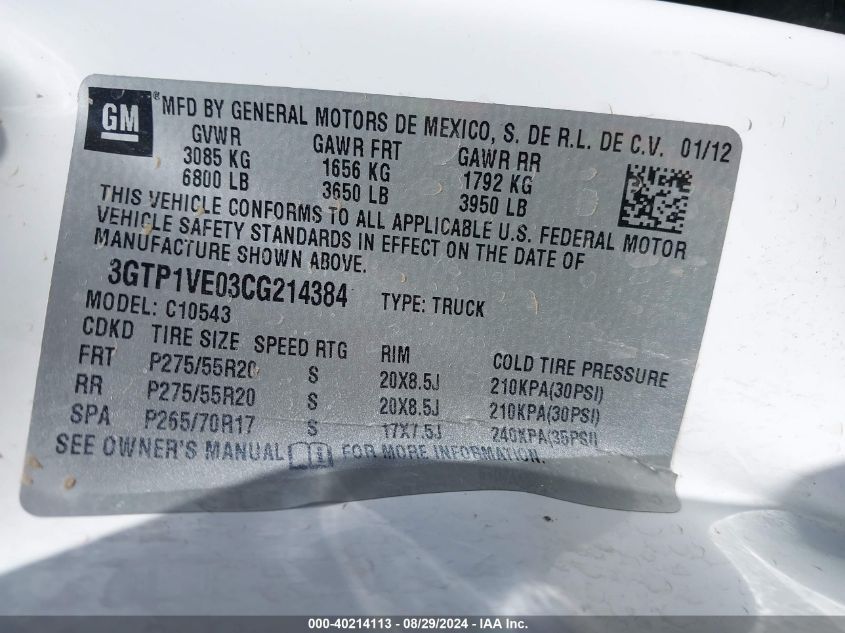 GM ® MFD BY GENERAL MOTORS DE MEXICO, S. DE R.L. DE C.V. 01/12
GVWR GAWR FRT GAWR RR
3085 KG 1656 KG 1792 KG
6800 LB 3650 LB 3950 LB
THIS VEHICLE CONFORMS TO ALL APPLICABLE U.S. FEDERAL MOTOR
VEHICLE SAFETY STANDARDS IN EFFECT ON THE DATE OF
MANUFACTURE SHOWN ABOVE.
3GTP1VE03CG214384 TYPE: TRUCK
MODEL: C10543
CDKD TIRE SIZE SPEED RTG RIM COLD TIRE PRESSURE
FRT P275/55R20 S 20X8.5J 210KPA(30PSI)
RR P275/55R20 S 20X8.5J 210KPA(30PSI)
SPA P265/70R17 S 17X7.5J 240KPA(35PSI)
SEE OWNER'S MANUAL FOR MORE INFORMATION.
000-40214113 - 08/29/2024 - IAAI.com